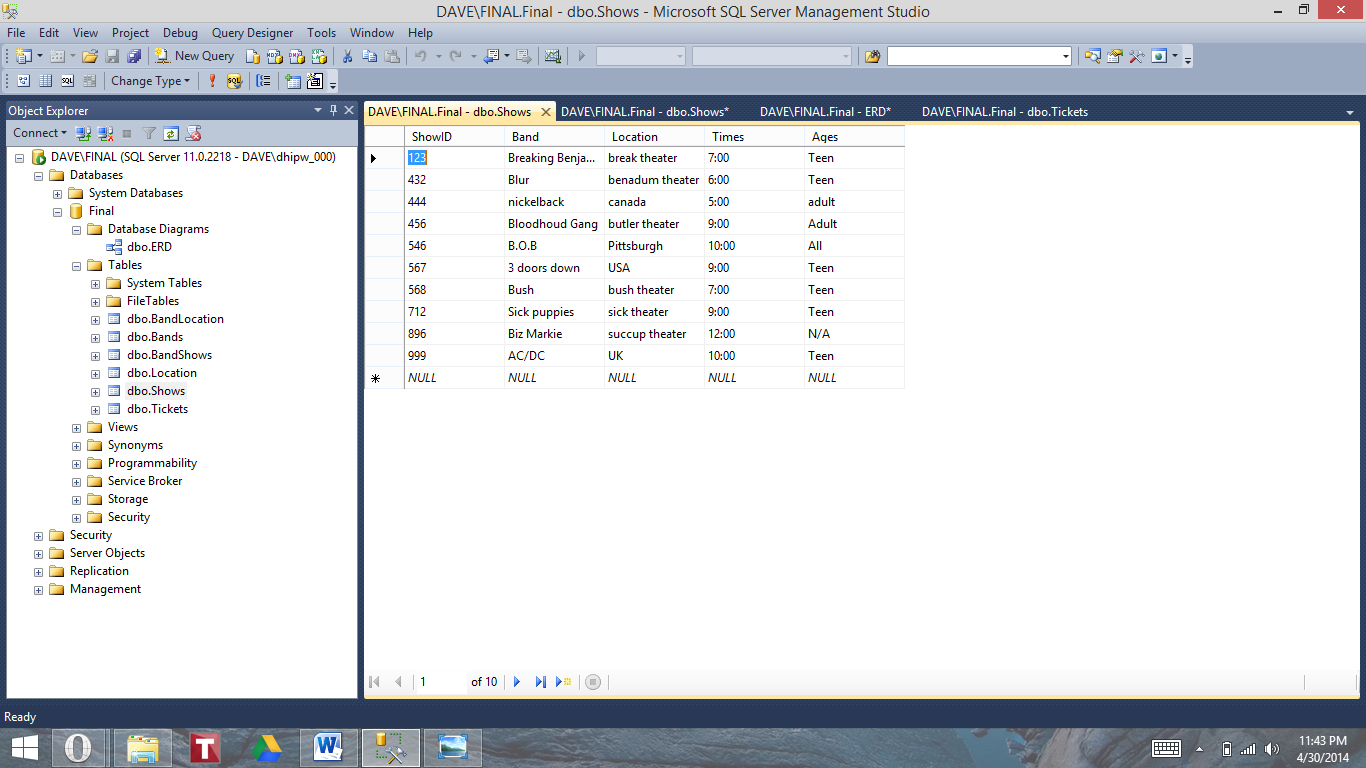 DAVE\FINAL.Final - dbo.Shows - Microsoft SQL Server Management Studio
File Edit View Project Debug Query Designer Tools Window Help
New Query
Change Type
Object Explorer
Connect
DAVE\FINAL (SQL Server 11.0.2218 - DAVE\dhipw_000)
Databases
System Databases
Final
Database Diagrams
dbo.ERD
Tables
System Tables
FileTables
dbo.BandLocation
dbo.Bands
dbo.BandShows
dbo.Location
dbo.Shows
dbo.Tickets
Views
Synonyms
Programmability
Service Broker
Storage
Security
Security
Server Objects
Replication
Management
DAVE\FINAL.Final - dbo.Shows DAVE\FINAL.Final - dbo.Shows* DAVE\FINAL.Final - ERD* DAVE\FINAL.Final - dbo.Tickets
ShowID Band Location Times Ages
123 Breaking Benja... break theater 7:00 Teen
432 Blur benadum theater 6:00 Teen
444 nickelback canada 5:00 adult
456 Bloodhoud Gang butler theater 9:00 Adult
546 B.O.B Pittsburgh 10:00 All
567 3 doors down USA 9:00 Teen
568 Bush bush theater 7:00 Teen
712 Sick puppies sick theater 9:00 Teen
896 Biz Markie succup theater 12:00 N/A
999 AC/DC UK 10:00 Teen
NULL NULL NULL NULL NULL
1 of 10
Ready
11:43 PM
4/30/2014